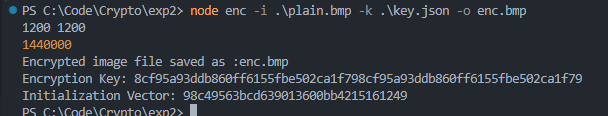 PS C:\Code\Crypto\exp2> node enc -i .\plain.bmp -k .\key.json -o enc.bmp
1200 1200
1440000
Encrypted image file saved as :enc.bmp
Encryption Key: 8cf95a93ddb860ff6155fbe502ca1f798cf95a93ddb860ff6155fbe502ca1f79
Initialization Vector: 98c49563bcd639013600bb4215161249
PS C:\Code\Crypto\exp2>